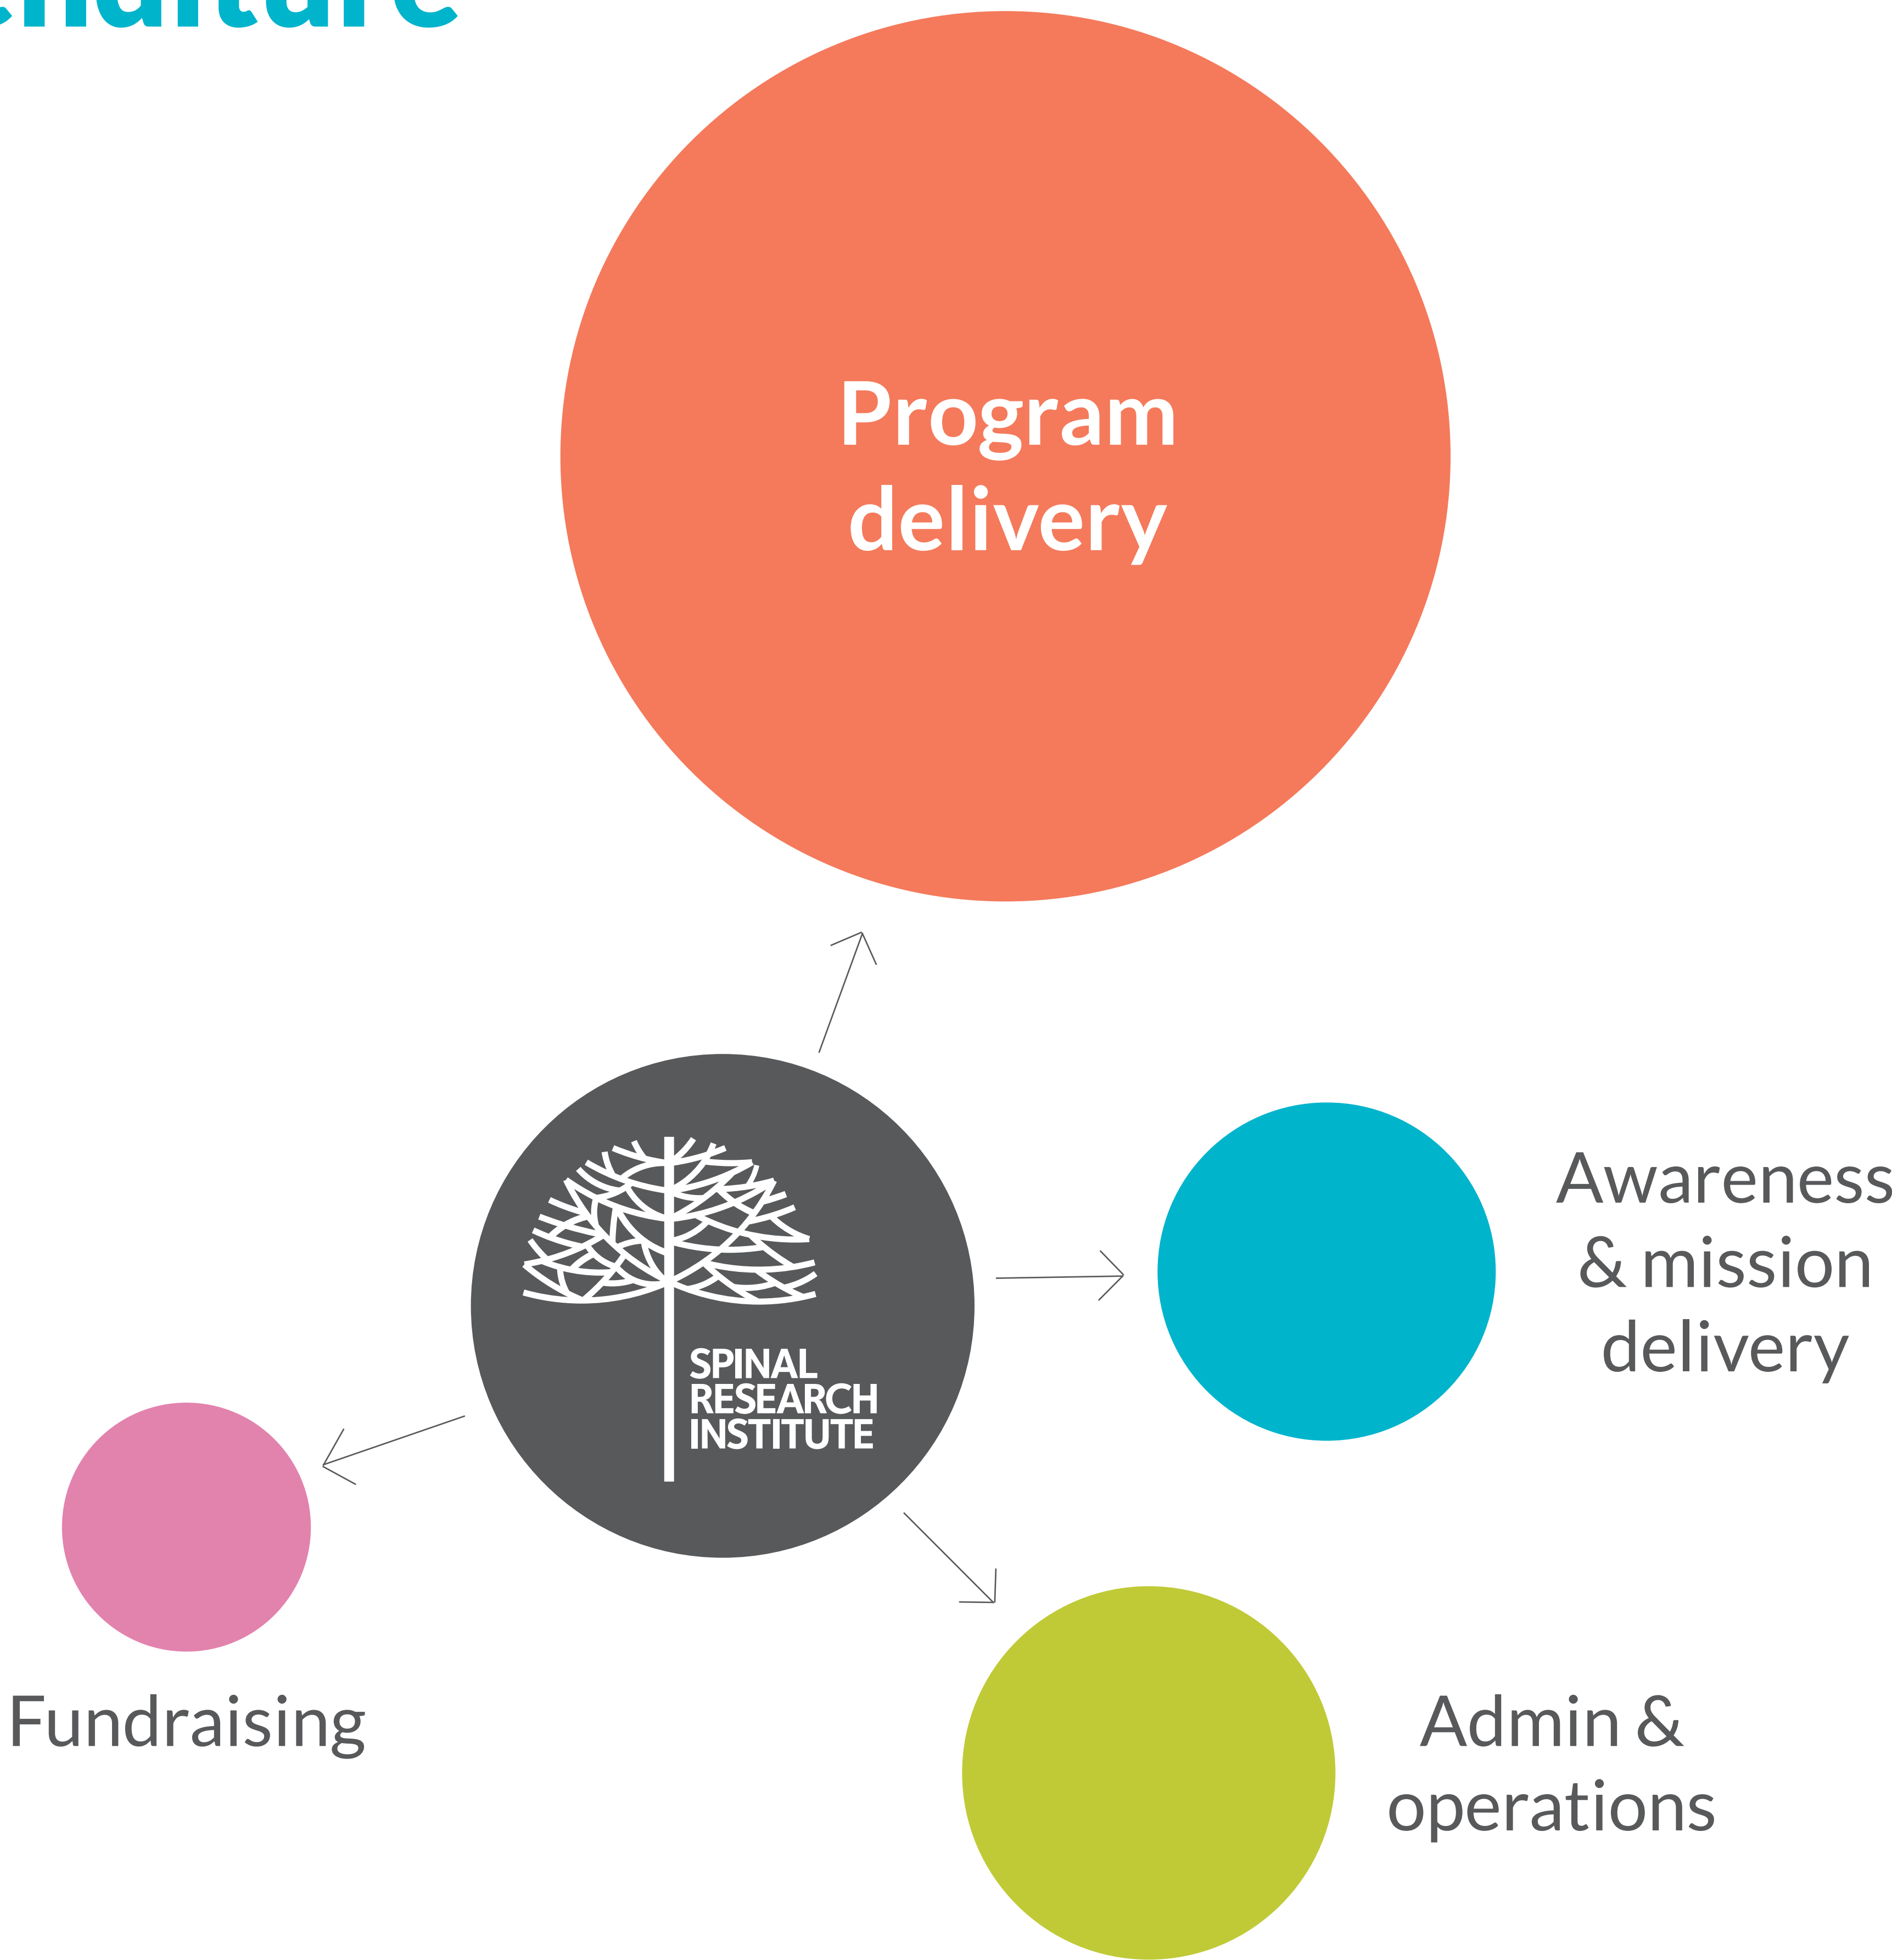 Program
delivery
SPINAL
RESEARCH
INSTITUTE
Awareness
& mission
delivery
Fundraising
Admin &
operations